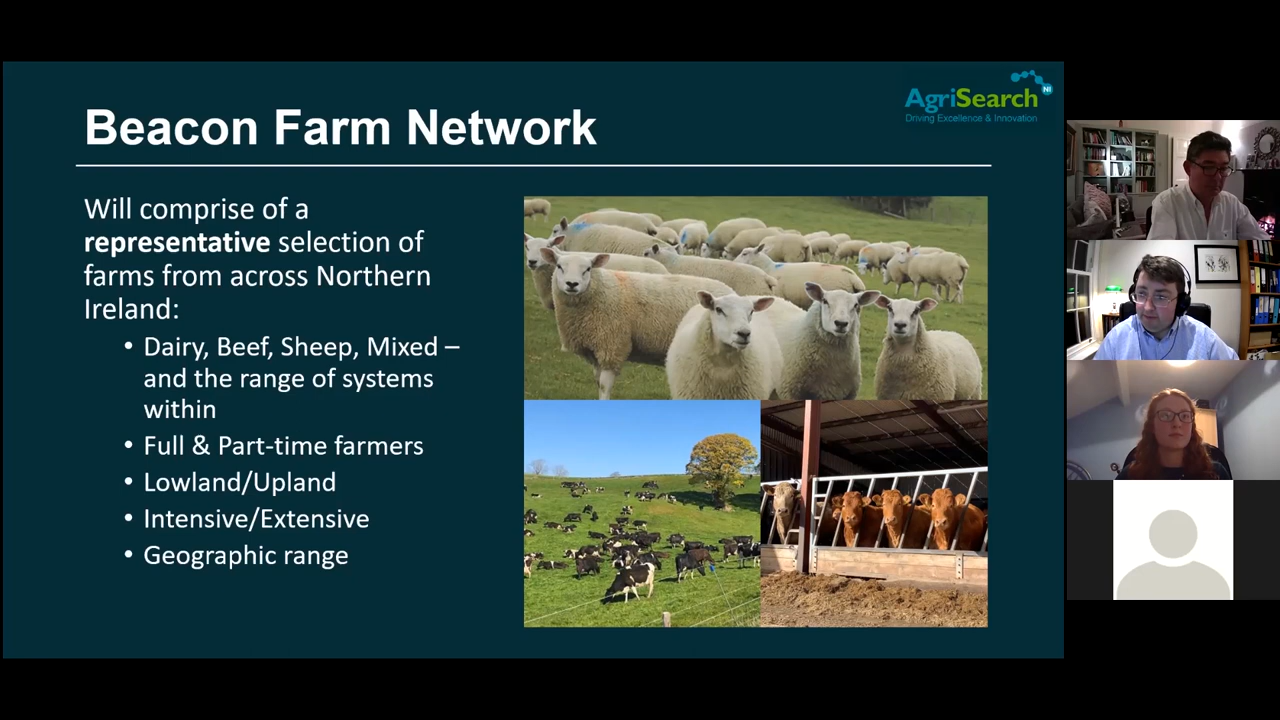 Beacon Farm Network
AgriSearch
NI
Driving Excellence & Innovation
Will comprise of a
representative selection of
farms from across Northern
Ireland:
• Dairy, Beef, Sheep, Mixed –
and the range of systems
within
• Full & Part-time farmers
• Lowland/Upland
• Intensive/Extensive
• Geographic range